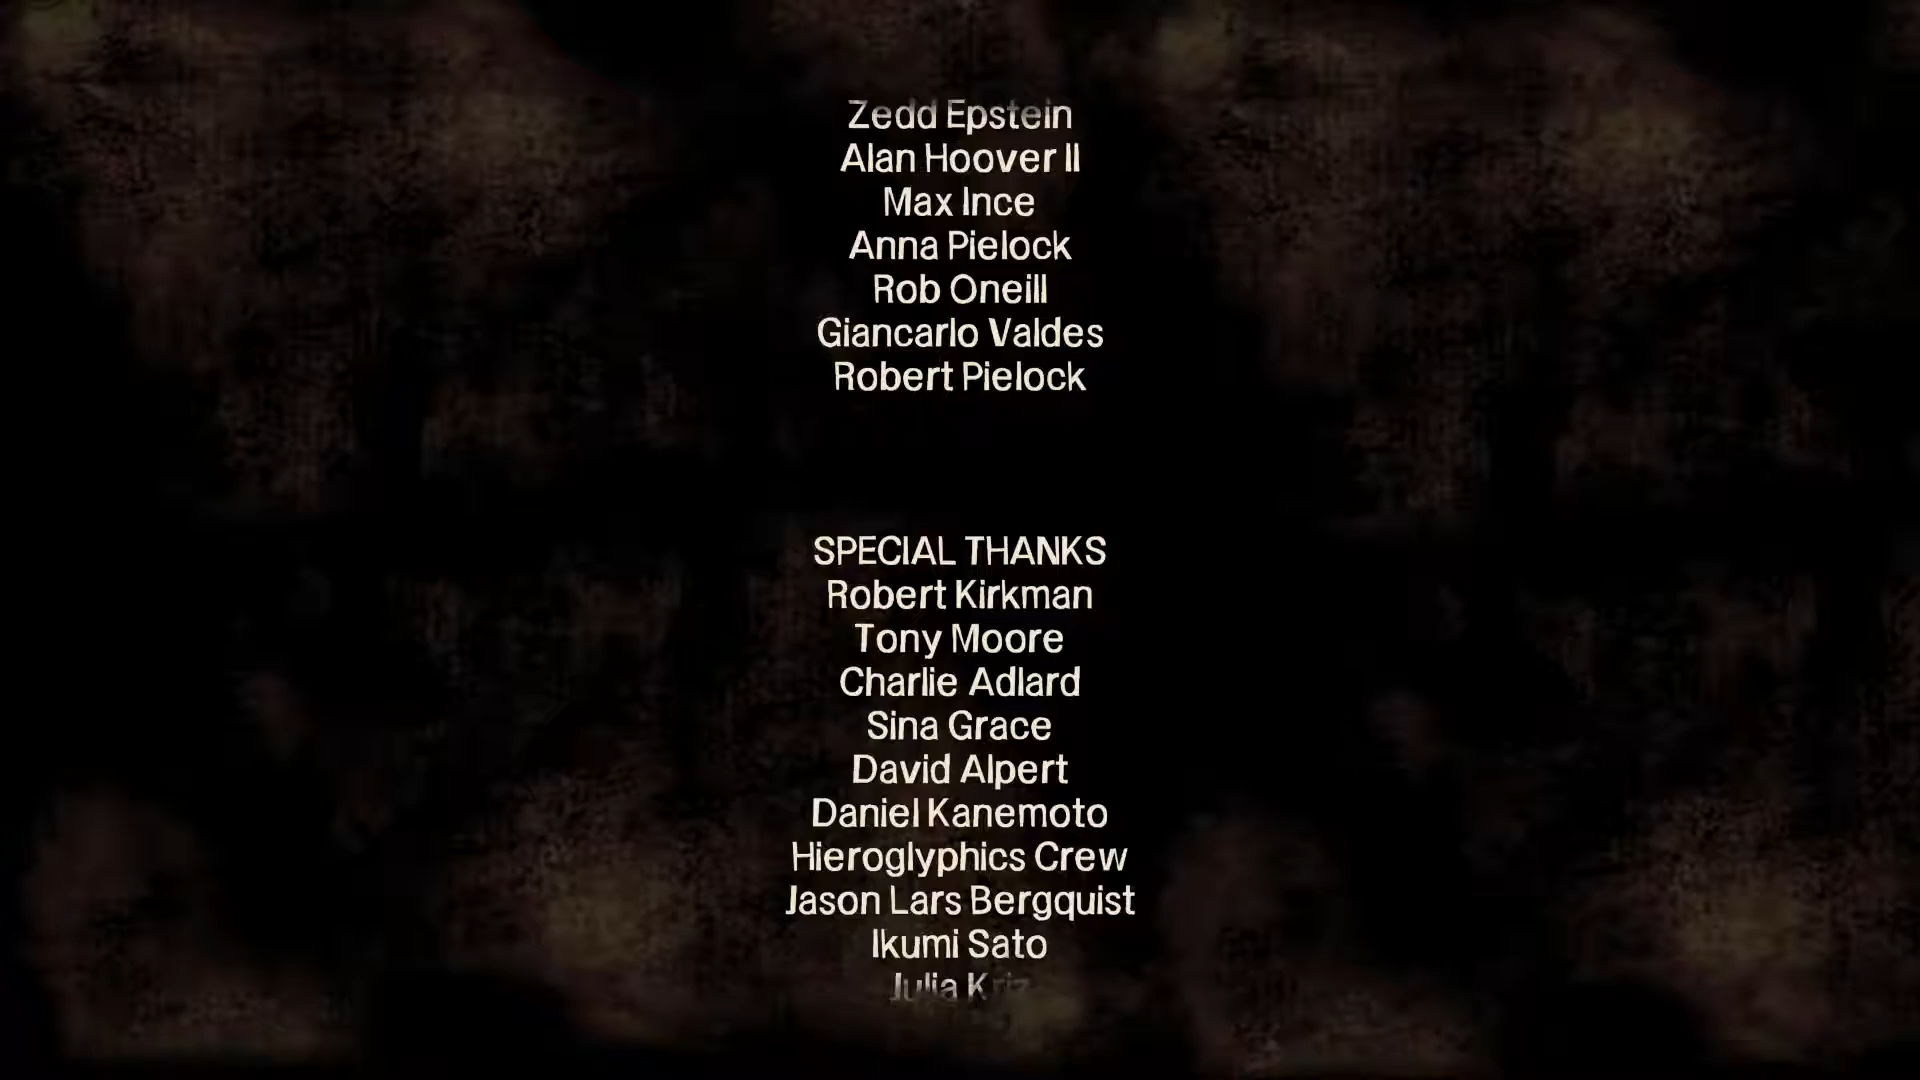 Zedd Epstein
Alan Hoover II
Max Ince
Anna Pielock
Rob Oneill
Giancarlo Valdes
Robert Pielock
SPECIAL THANKS
Robert Kirkman
Tony Moore
Charlie Adlard
Sina Grace
David Alpert
Daniel Kanemoto
Hieroglyphics Crew
Jason Lars Bergquist
Ikumi Sato
Julia